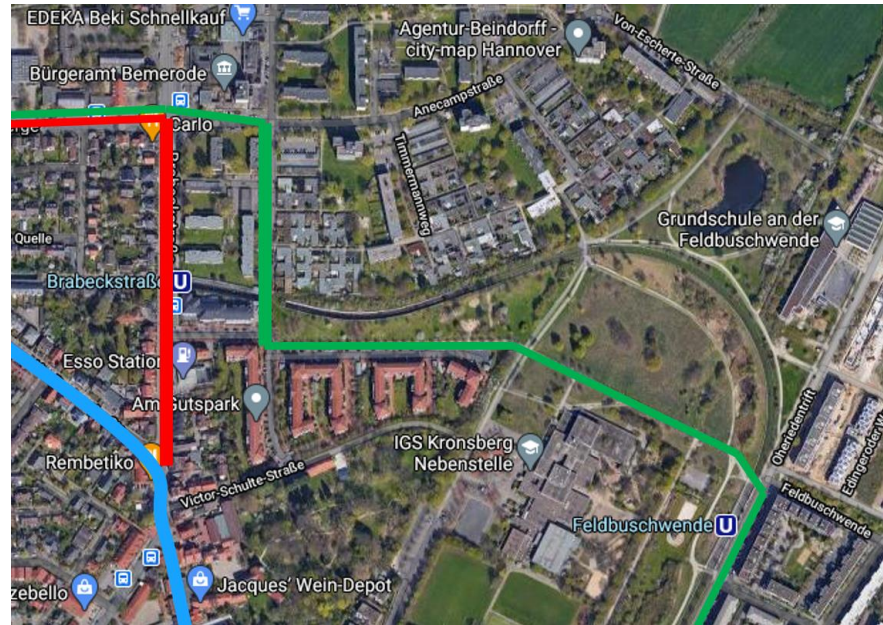 EDEKA Beki Schnellkauf
Agentur-Beindorff -
city-map Hannover
Von-Escherte-Straße
Bürgeramt Bemerode
Anecampstraße
Carlo
Timmermannweg
Grundschule an der
Feldbuschwende
Quelle
Brabeckstraße
U
Esso Station
Am Gutspark
IGS Kronsberg
Nebenstelle
Oheriedentrift
Edingeroder
Rembetiko
Victor-Schulte-Straße
Feldbuschwende
Feldbuschwende U
Jacques' Wein-Depot
zebello